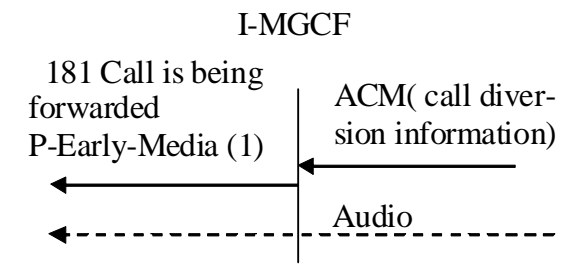 I-MGCF
181 Call is being
forwarded
P-Early-Media (1)
ACM( call diver-
sion information)
Audio